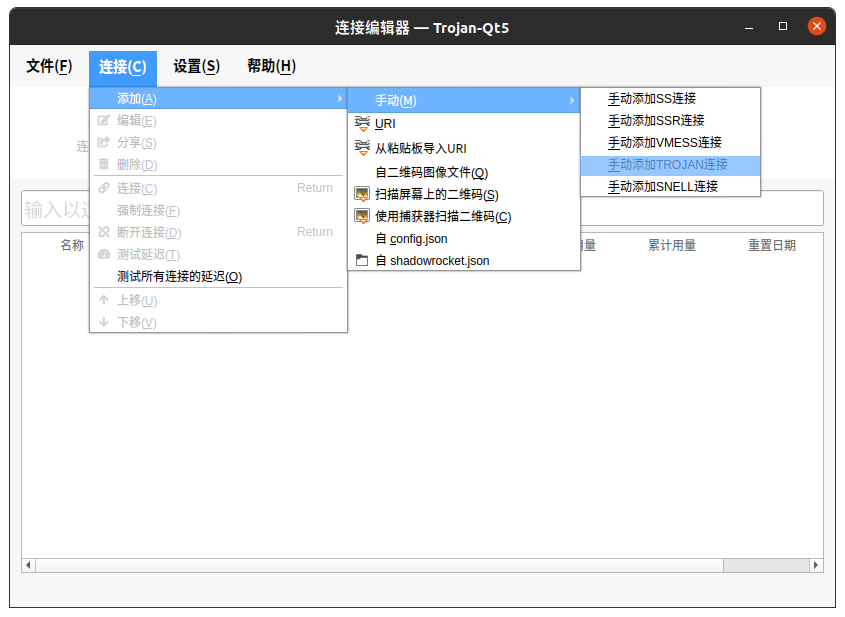 连接编辑器 — Trojan-Qt5
文件(F) 连接(C) 设置(S) 帮助(H)
添加(A)
编辑(E)
分享(S)
删除(D)
连接(C) Return
强制连接(F)
断开连接(D) Return
测试延迟(T)
测试所有连接的延迟(O)
上移(U)
下移(V)
手动(M)
URI
从粘贴板导入URI
自二维码图像文件(Q)
扫描屏幕上的二维码(S)
使用捕获器扫描二维码(C)
自 config.json
自 shadowrocket.json
手动添加SS连接
手动添加SSR连接
手动添加VMESS连接
手动添加TROJAN连接
手动添加SNELL连接
连
输入以
名称 量 累计用量 重置日期